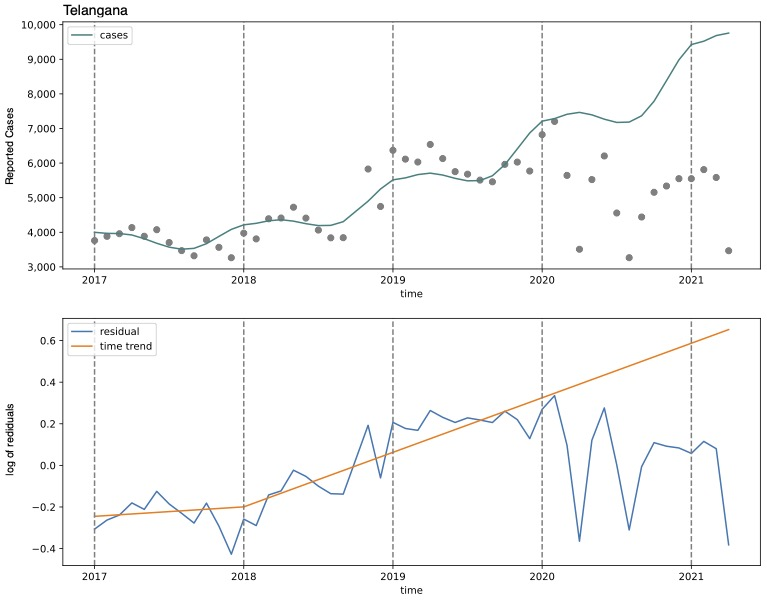 Telangana
cases
10,000
9,000
8,000
7,000
6,000
5,000
4,000
3,000
Reported Cases
2017 2018 2019 2020 2021
time
residual
time trend
0.6
0.4
0.2
0.0
−0.2
−0.4
log of rediduals
2017 2018 2019 2020 2021
time